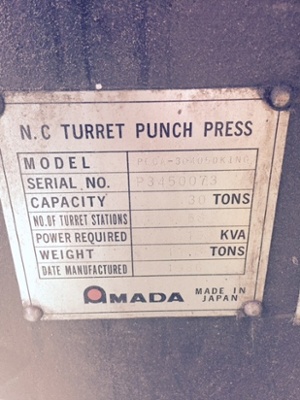 N.C TURRET PUNCH PRESS
MODEL
SERIAL NO. P3450073
CAPACITY 30 TONS
NO.OF TURRET STATIONS
POWER REQUIRED KVA
WEIGHT TONS
DATE MANUFACTURED
AMADA MADE IN JAPAN